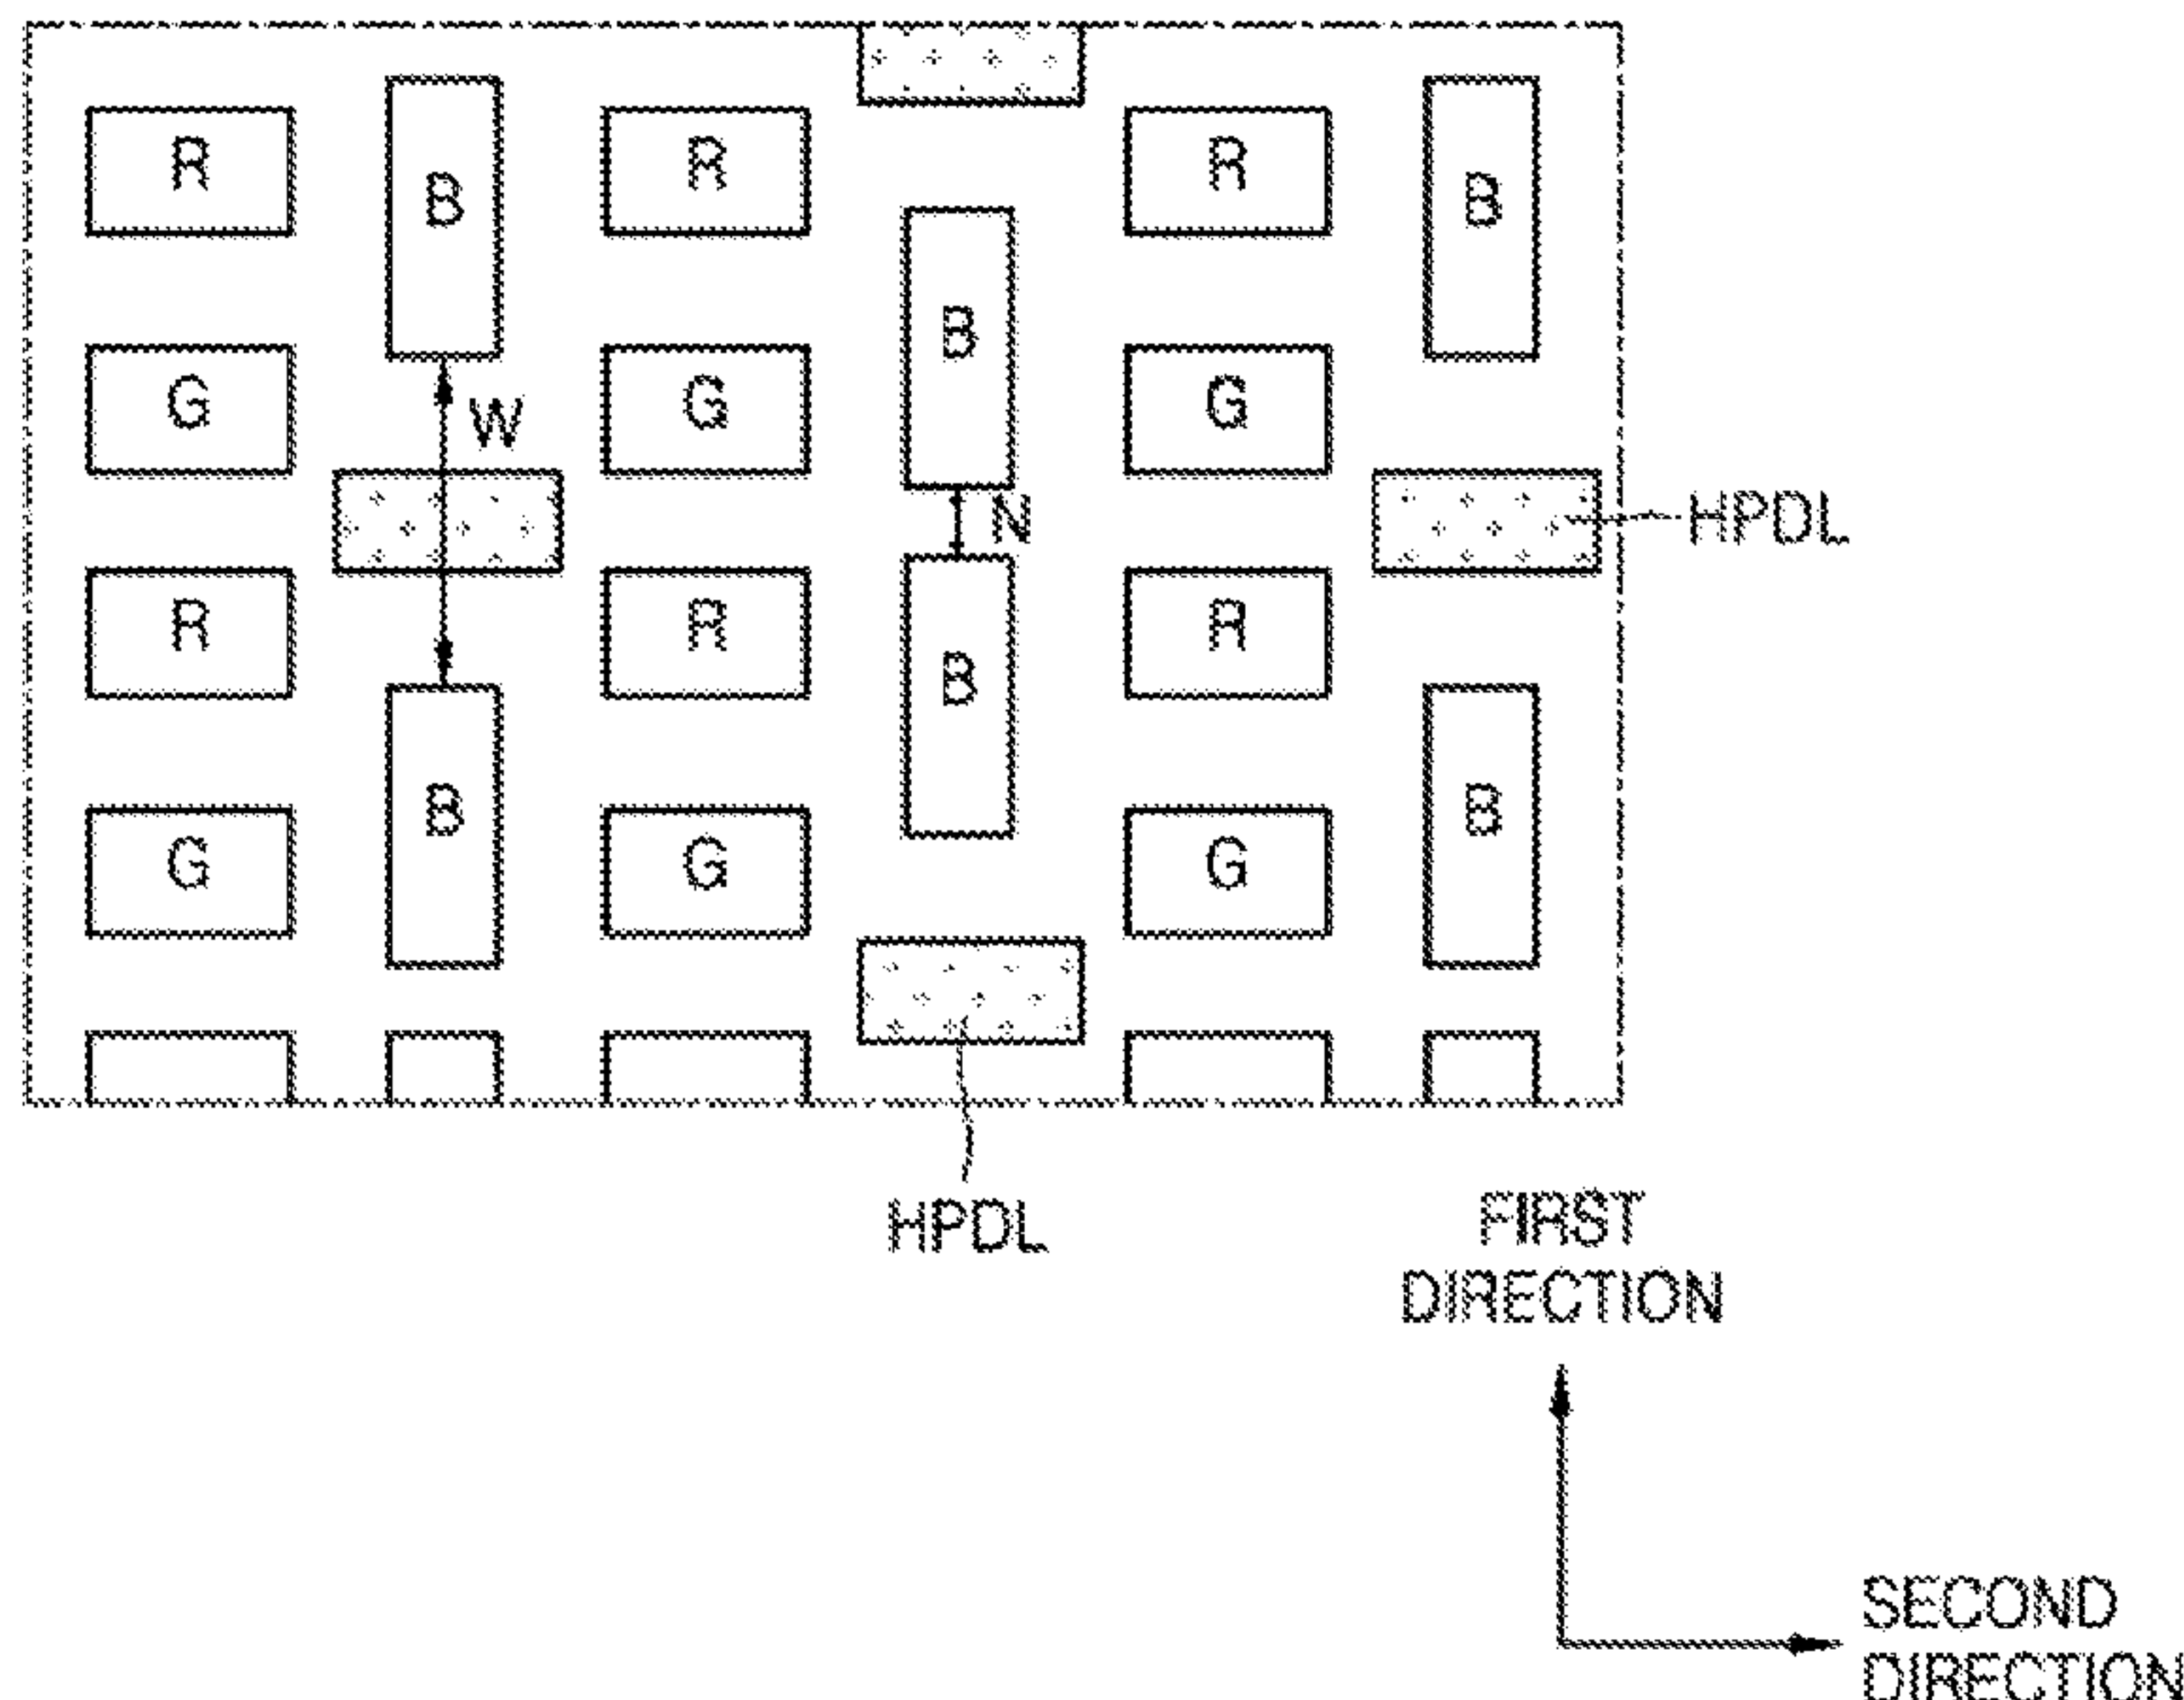 R R R
B B
B
G G G
W
N
HPDL
R R R
B
B B
G G G
HPDL
FIRST
DIRECTION
SECOND
DIRECTION